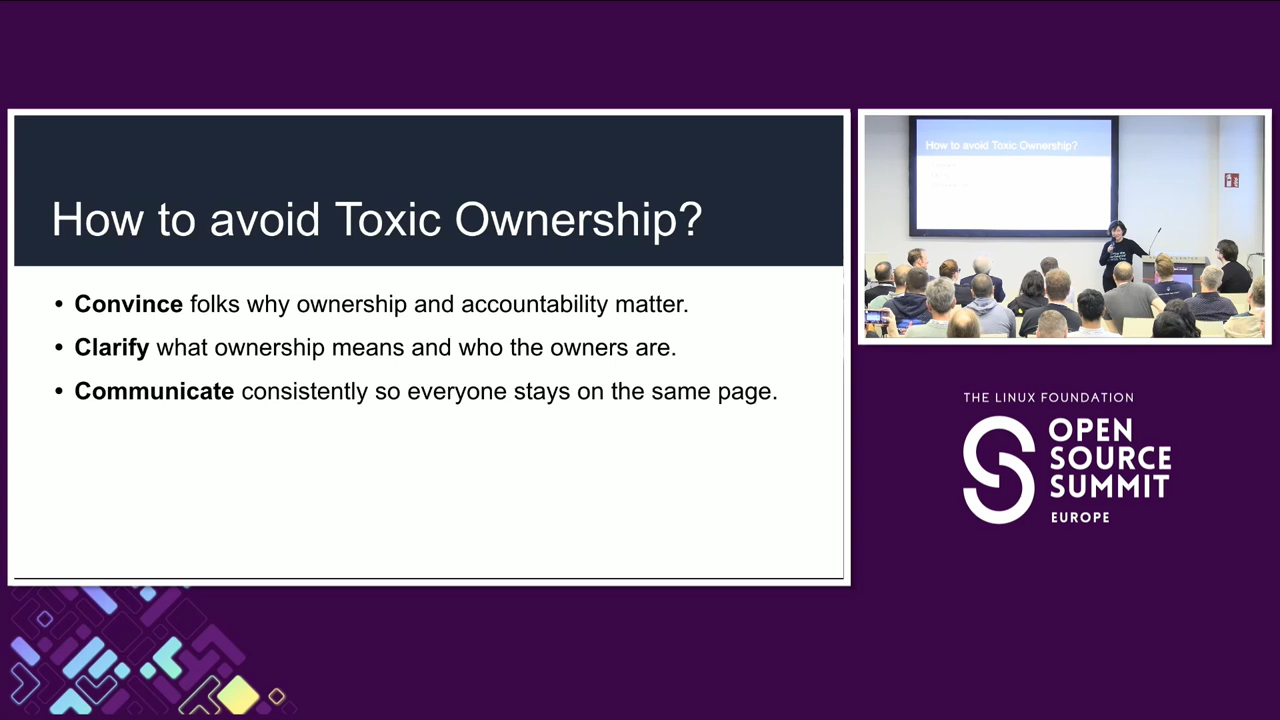 How to avoid Toxic Ownership?
• Convince folks why ownership and accountability matter.
• Clarify what ownership means and who the owners are.
• Communicate consistently so everyone stays on the same page.
How to avoid Toxic Ownership?
THE LINUX FOUNDATION
OPEN
SOURCE
SUMMIT
EUROPE